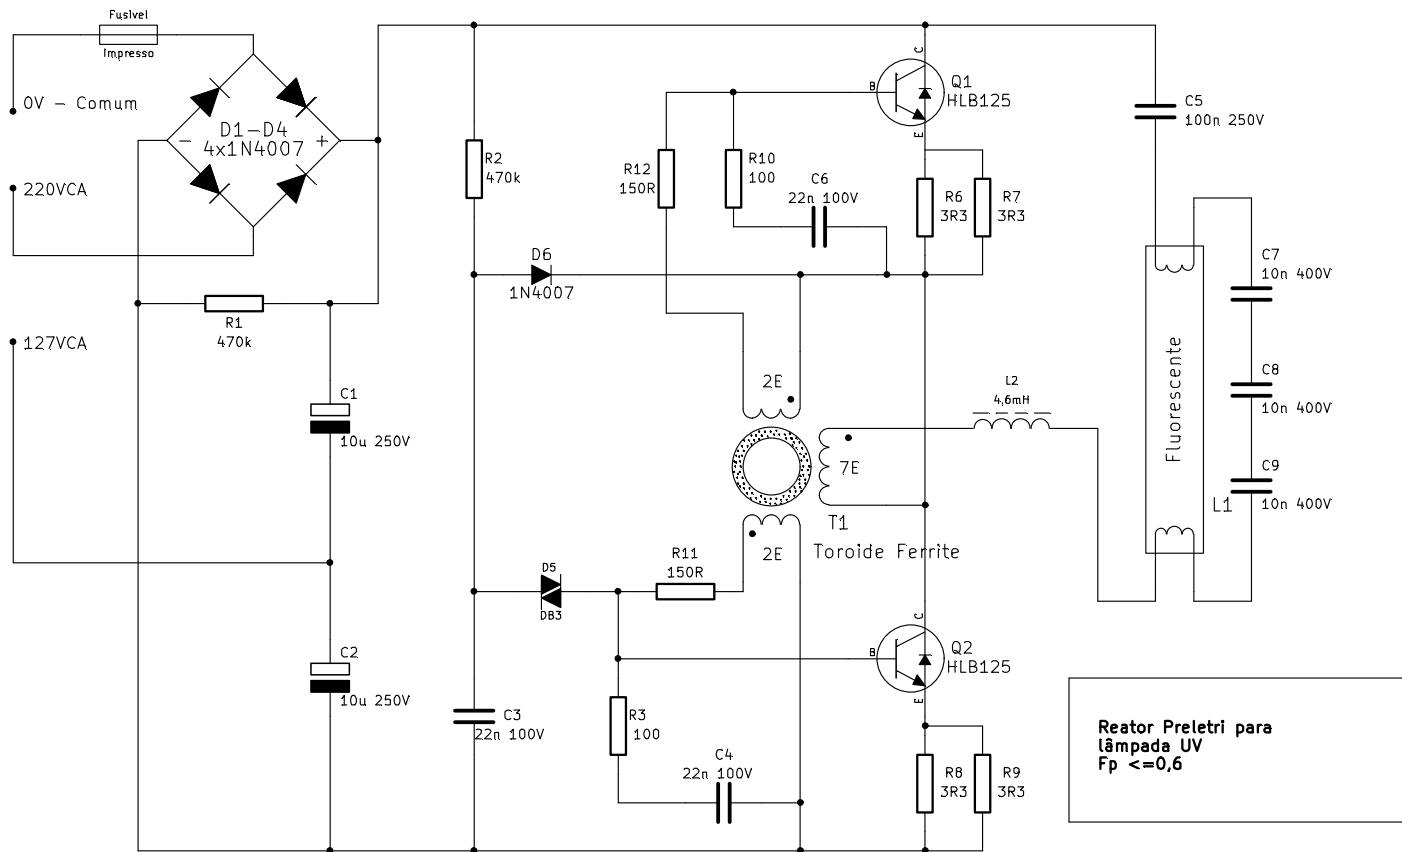 Fusível
Impresso
0V - Comum
D1-D4
4x1N4007
-
+
220VCA
R1
470k
127VCA
C1
10u 250V
C2
10u 250V
R2
470k
D6
1N4007
D5
DB3
C3
22n 100V
R12
150R
R10
100
C6
22n 100V
B
C
E
Q1
HLB125
R6
3R3
R7
3R3
2E
7E
2E
T1
Toroide Ferrite
R11
150R
R3
100
C4
22n 100V
B
C
E
Q2
HLB125
R8
3R3
R9
3R3
L2
4,6mH
C5
100n 250V
Fluorescente
L1
C7
10n 400V
C8
10n 400V
C9
10n 400V
Reator Preletri para
lâmpada UV
Fp <=0,6